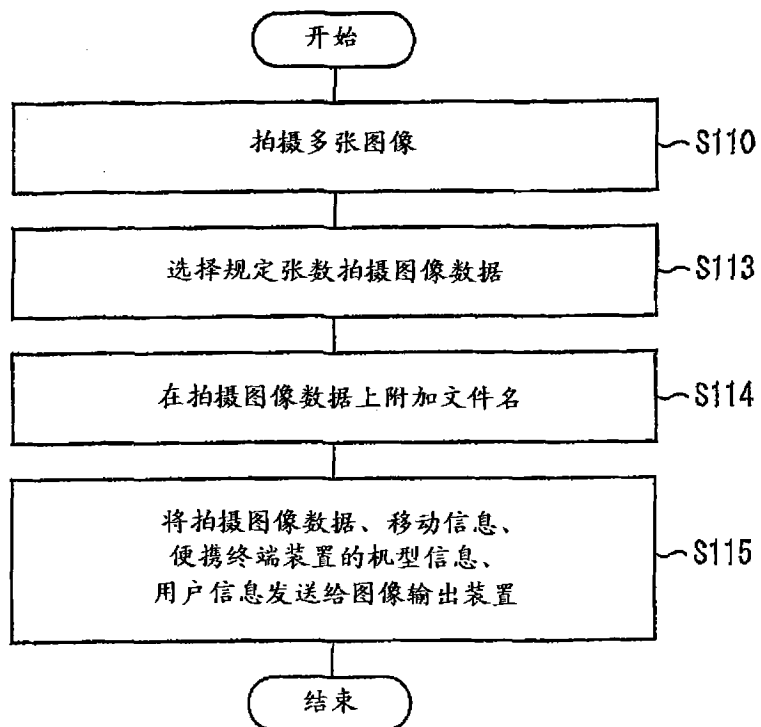 开始
拍摄多张图像
S110
选择规定张数拍摄图像数据
S113
在拍摄图像数据上附加文件名
S114
将拍摄图像数据、移动信息、
便携终端装置的机型信息、
用户信息发送给图像输出装置
S115
结束